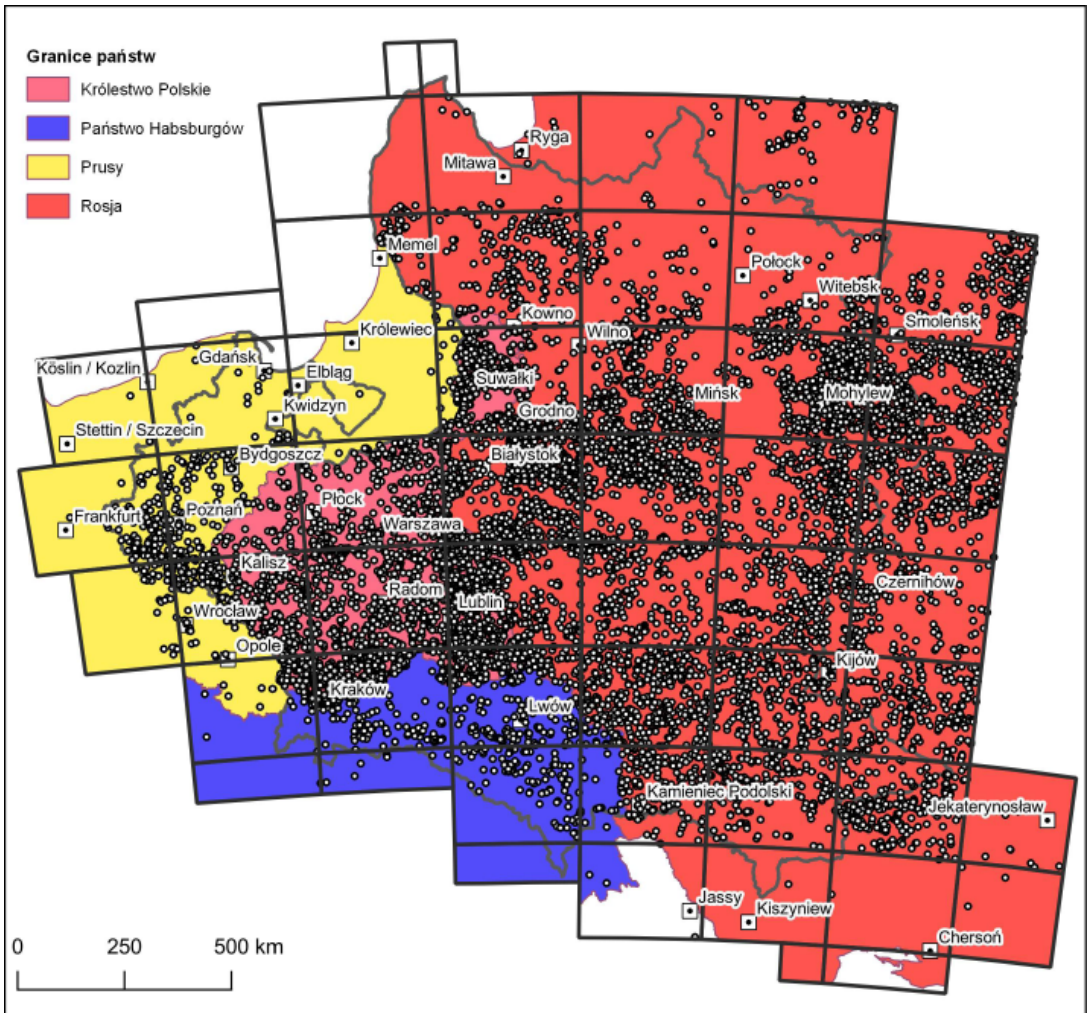 Granice państw
Królestwo Polskie
Państwo Habsburgów
Prusy
Rosja
Ryga
Mitawa
Memel
Połock
Witebsk
Kowno
Królewiec
Smoleńsk
Wilno
Gdańsk
Köslin / Kozlin
Elbląg
Suwałki
Mińsk
Mohylew
Kwidzyn
Grodno
Stettin / Szczecin
Bydgoszcz
Białystok
Płock
Poznań
Frankfurt
Warszawa
Kalisz
Czernihów
Radom
Lublin
Wrocław
Opole
Kijów
Kraków
Lwów
Kamieniec Podolski
Jekaterynosław
Jassy
Kiszyniew
Chersoń
0 250 500 km